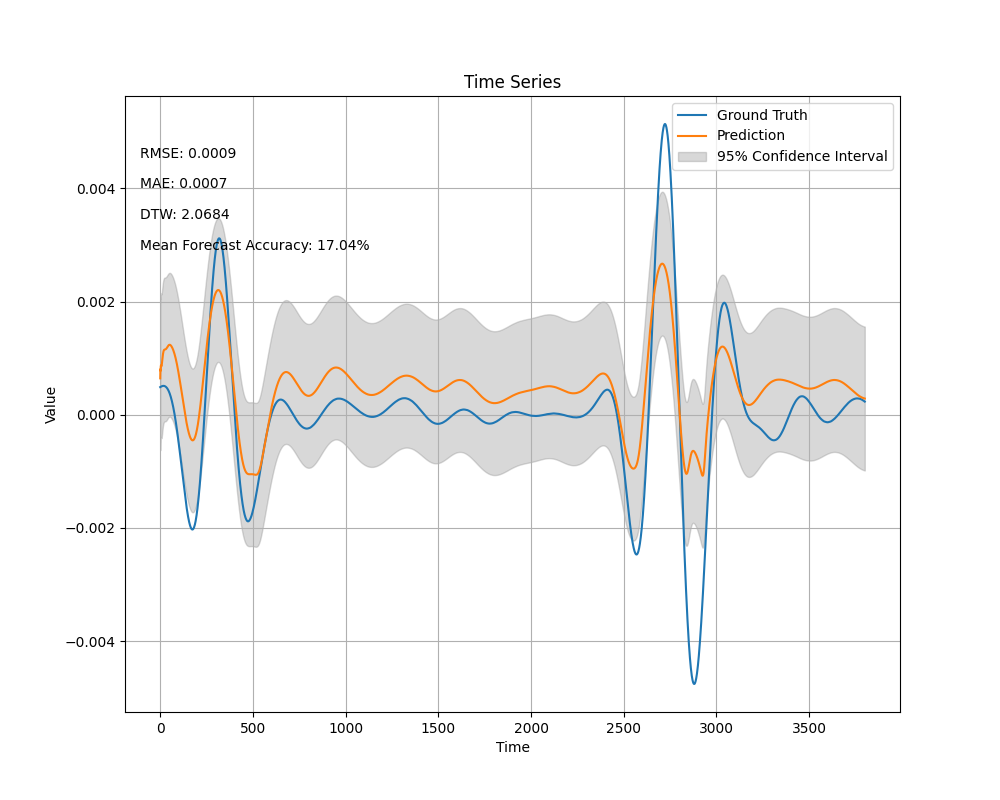 Time Series
Ground Truth
Prediction
95% Confidence Interval
RMSE: 0.0009
MAE: 0.0007
DTW: 2.0684
Mean Forecast Accuracy: 17.04%
Value
0.004
0.002
0.000
−0.002
−0.004
0 500 1000 1500 2000 2500 3000 3500
Time